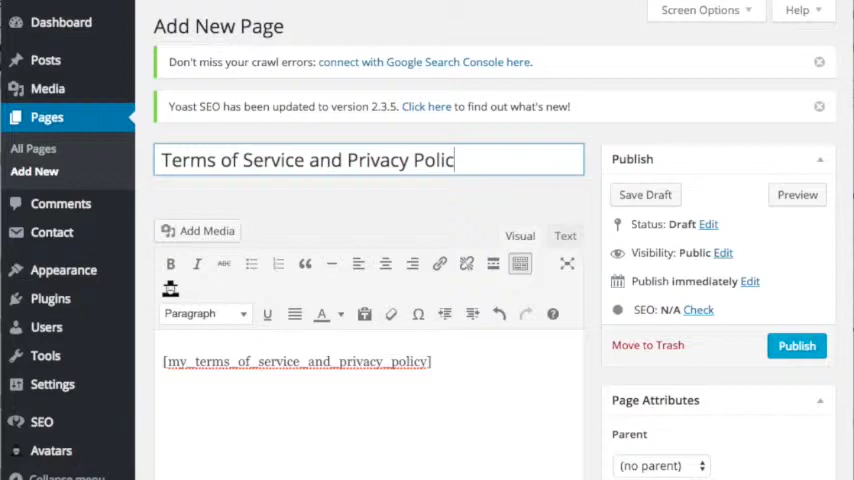 Dashboard
Posts
Media
Pages
All Pages
Add New
Comments
Contact
Appearance
Plugins
Users
Tools
Settings
SEO
Avatars
Collapse menu
Screen Options
Help
Add New Page
Don't miss your crawl errors: connect with Google Search Console here.
Yoast SEO has been updated to version 2.3.5. Click here to find out what's new!
Terms of Service and Privacy Polic
Add Media
Visual Text
B I ABC
Paragraph U A Ω
[my_terms_of_service_and_privacy_policy]
Publish
Save Draft Preview
Status: Draft Edit
Visibility: Public Edit
Publish immediately Edit
SEO: N/A Check
Move to Trash Publish
Page Attributes
Parent
(no parent)